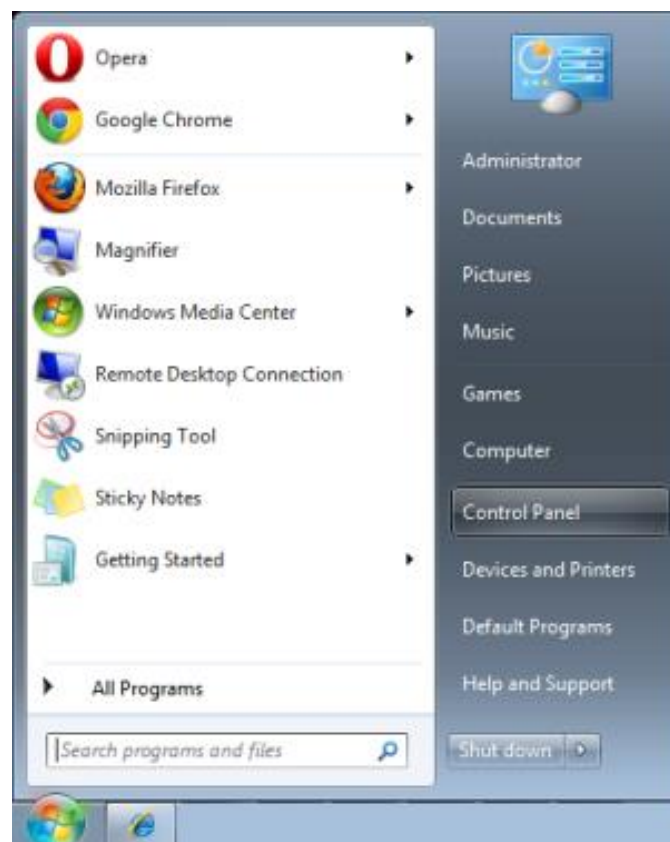 Opera
Google Chrome
Mozilla Firefox
Magnifier
Windows Media Center
Remote Desktop Connection
Snipping Tool
Sticky Notes
Getting Started
All Programs
Search programs and files
Administrator
Documents
Pictures
Music
Games
Computer
Control Panel
Devices and Printers
Default Programs
Help and Support
Shut down